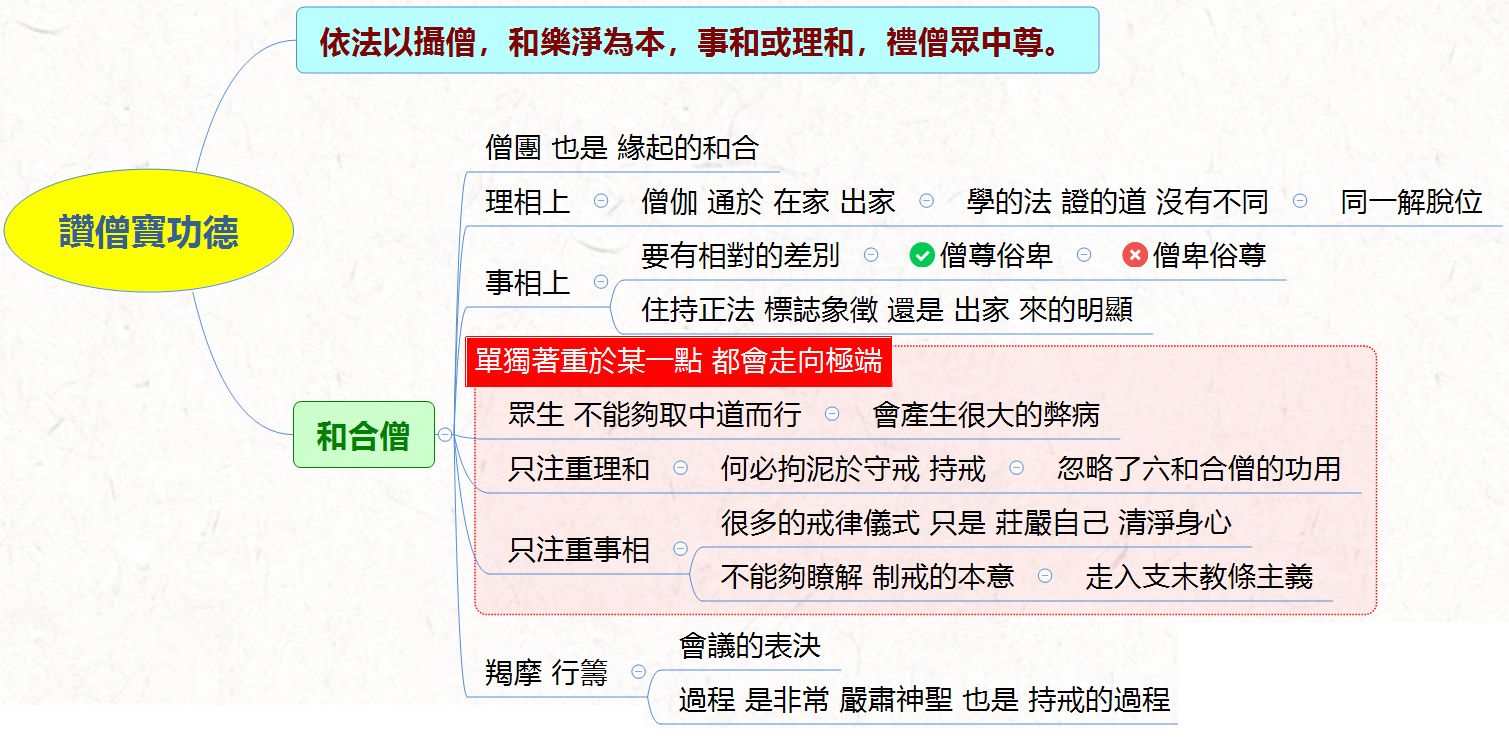 依法以攝僧，和樂淨為本，事和或理和，禮僧眾中尊。
讚僧寶功德
僧團 也是 緣起的和合
理相上 僧伽 通於 在家 出家 學的法 證的道 沒有不同 同一解脫位
事相上
要有相對的差別 僧尊俗卑 僧卑俗尊
住持正法 標誌象徵 還是 出家 來的明顯
和合僧
單獨著重於某一點 都會走向極端
眾生 不能夠取中道而行 會產生很大的弊病
只注重理和 何必拘泥於守戒 持戒 忽略了六和合僧的功用
只注重事相
很多的戒律儀式 只是 莊嚴自己 清淨身心
不能夠瞭解 制戒的本意 走入支末教條主義
羯摩 行籌
會議的表決
過程 是非常 嚴肅神聖 也是 持戒的過程